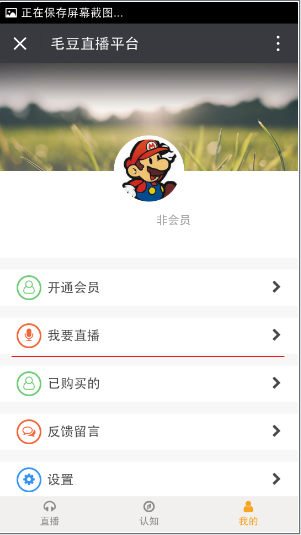 正在保存屏幕截图...
毛豆直播平台
非会员
开通会员
我要直播
已购买的
反馈留言
设置
直播 认知 我的